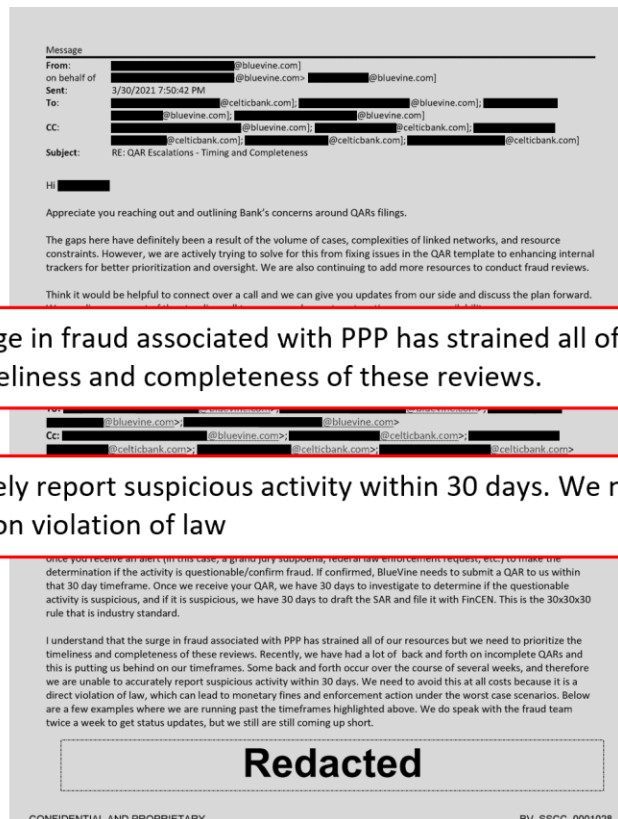 Message
From: @bluevine.com]
on behalf of @bluevine.com> @bluevine.com]
Sent: 3/30/2021 7:50:42 PM
To: @celticbank.com]; @bluevine.com];
@bluevine.com]; @bluevine.com]
CC: @bluevine.com]; @celticbank.com];
@celticbank.com]; @celticbank.com]; @celticbank.com]
Subject: RE: QAR Escalations - Timing and Completeness
Hi
Appreciate you reaching out and outlining Bank's concerns around QARs filings.
The gaps here have definitely been a result of the volume of cases, complexities of linked networks, and resource
constraints. However, we are actively trying to solve for this from fixing issues in the QAR template to enhancing internal
trackers for better prioritization and oversight. We are also continuing to add more resources to conduct fraud reviews.
Think it would be helpful to connect over a call and we can give you updates from our side and discuss the plan forward.
ge in fraud associated with PPP has strained all of
eliness and completeness of these reviews.
@bluevine.com>; @bluevine.com>
Cc: @bluevine.com>; @celticbank.com>;
@celticbank.com>; @celticbank.com>; @celticbank.com>
ely report suspicious activity within 30 days. We n
on violation of law
once you receive an alert (in this case, a grand jury subpoena, federal law enforcement request, etc.) to make the
determination if the activity is questionable/confirm fraud. If confirmed, BlueVine needs to submit a QAR to us within
that 30 day timeframe. Once we receive your QAR, we have 30 days to investigate to determine if the questionable
activity is suspicious, and if it is suspicious, we have 30 days to draft the SAR and file it with FinCEN. This is the 30x30x30
rule that is industry standard.
I understand that the surge in fraud associated with PPP has strained all of our resources but we need to prioritize the
timeliness and completeness of these reviews. Recently, we have had a lot of back and forth on incomplete QARs and
this is putting us behind on our timeframes. Some back and forth occur over the course of several weeks, and therefore
we are unable to accurately report suspicious activity within 30 days. We need to avoid this at all costs because it is a
direct violation of law, which can lead to monetary fines and enforcement action under the worst case scenarios. Below
are a few examples where we are running past the timeframes highlighted above. We do speak with the fraud team
twice a week to get status updates, but we still are still coming up short.
Redacted
CONFIDENTIAL AND PROPRIETARY
BV_SSCC_0001028